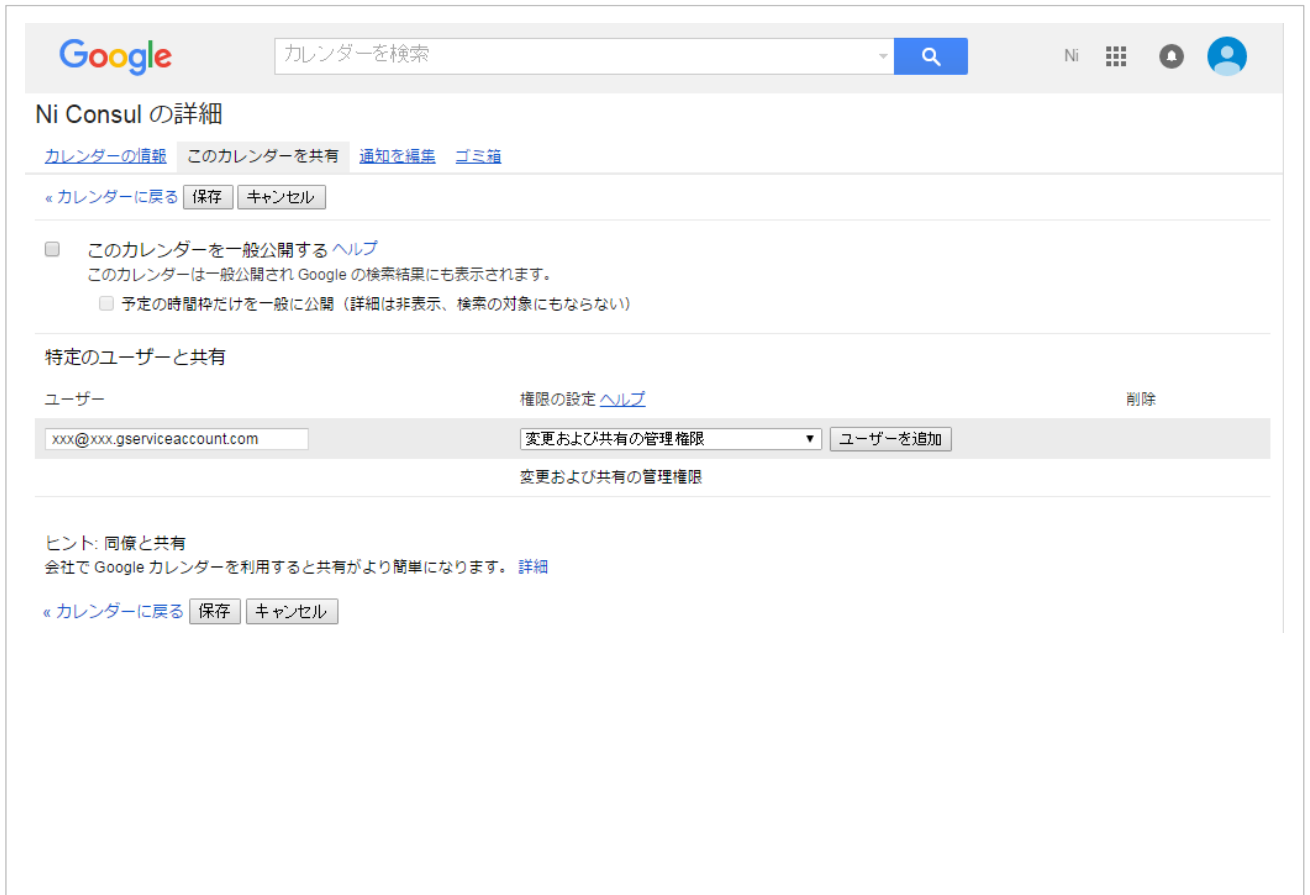 Google カレンダーを検索 Ni
Ni Consul の詳細
カレンダーの情報 このカレンダーを共有 通知を編集 ゴミ箱
« カレンダーに戻る 保存 キャンセル
このカレンダーを一般公開する ヘルプ
このカレンダーは一般公開され Google の検索結果にも表示されます。
予定の時間枠だけを一般に公開（詳細は非表示、検索の対象にもならない）
特定のユーザーと共有
ユーザー 権限の設定 ヘルプ 削除
xxx@xxx.gserviceaccount.com 変更および共有の管理権限 ユーザーを追加
変更および共有の管理権限
ヒント: 同僚と共有
会社で Google カレンダーを利用すると共有がより簡単になります。 詳細
« カレンダーに戻る 保存 キャンセル